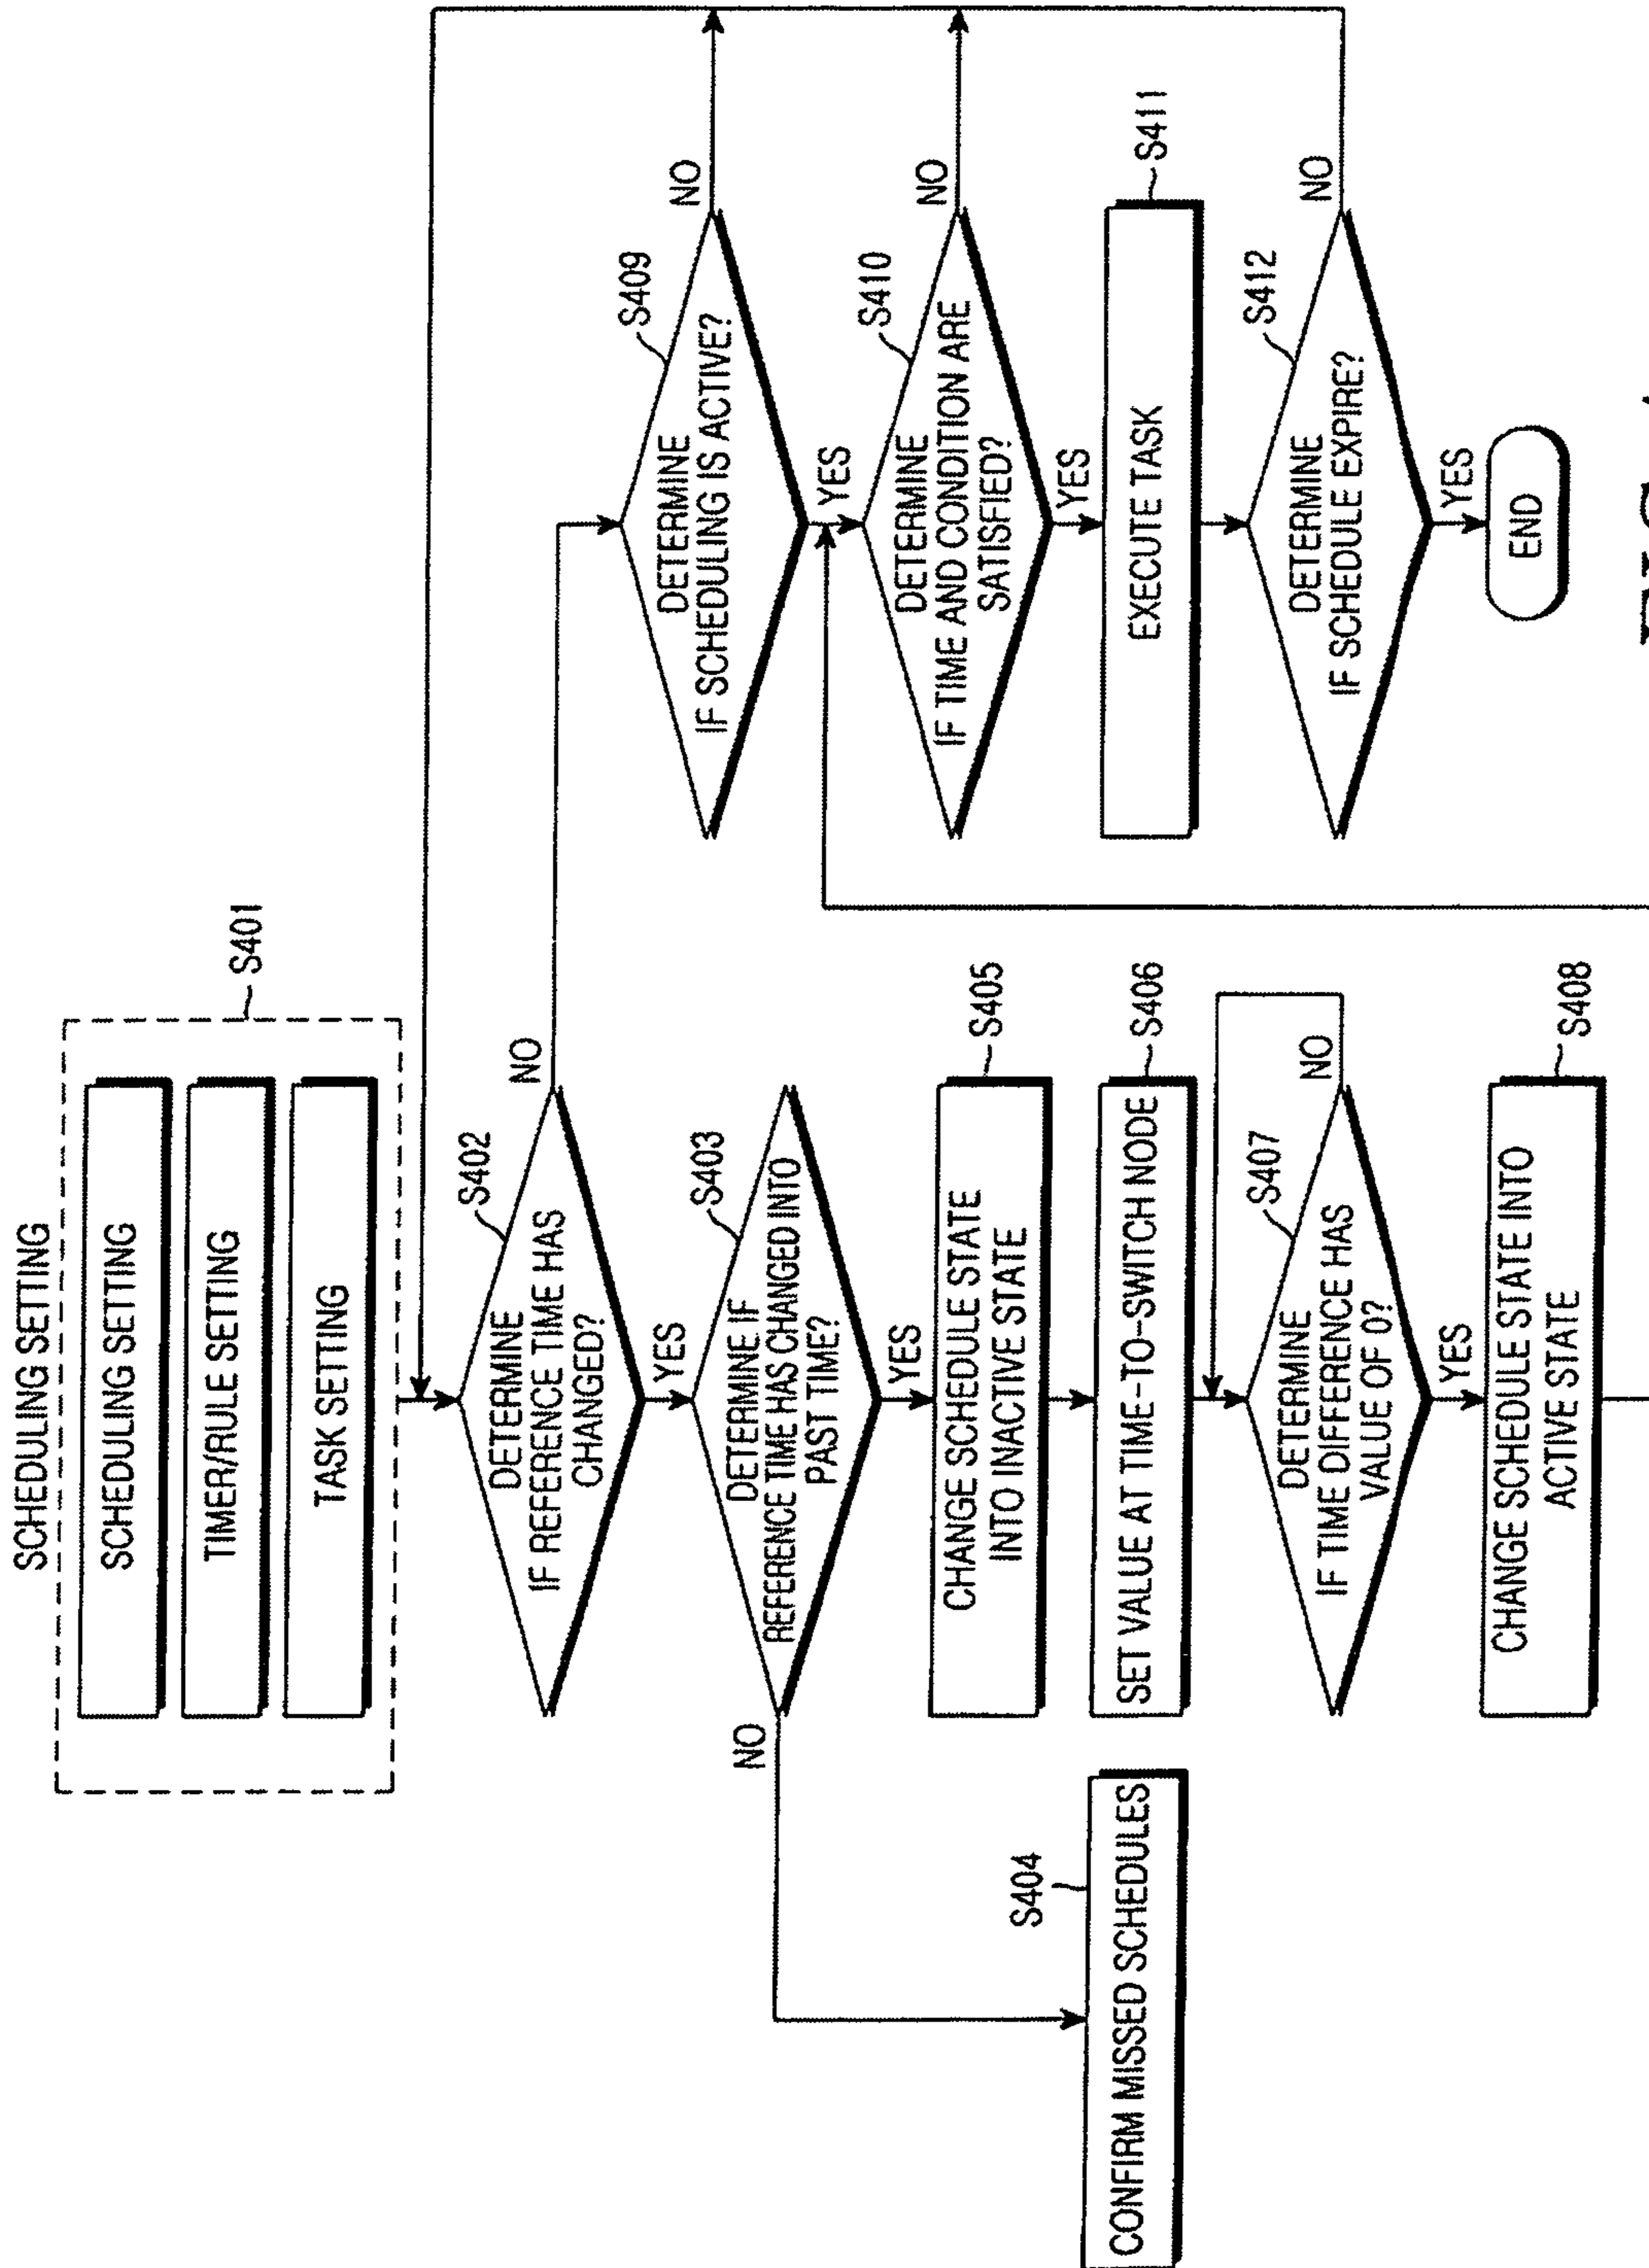 SCHEDULING SETTING
SCHEDULING SETTING
TIMER/RULE SETTING
TASK SETTING
S401
DETERMINE
IF REFERENCE TIME HAS
CHANGED?
S402
NO
YES
DETERMINE IF
REFERENCE TIME HAS CHANGED INTO
PAST TIME?
S403
NO
YES
CONFIRM MISSED SCHEDULES
S404
CHANGE SCHEDULE STATE
INTO INACTIVE STATE
S405
SET VALUE AT TIME-TO-SWITCH NODE
S406
DETERMINE
IF TIME DIFFERENCE HAS
VALUE OF 0?
S407
NO
YES
CHANGE SCHEDULE STATE INTO
ACTIVE STATE
S408
DETERMINE
IF SCHEDULING IS ACTIVE?
S409
NO
YES
DETERMINE
IF TIME AND CONDITION ARE
SATISFIED?
S410
NO
YES
EXECUTE TASK
S411
DETERMINE
IF SCHEDULE EXPIRE?
S412
NO
YES
END